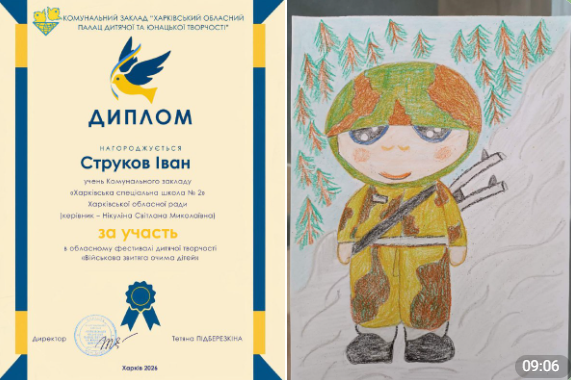 КОМУНАЛЬНИЙ ЗАКЛАД "ХАРКІВСЬКИЙ ОБЛАСНИЙ
ПАЛАЦ ДИТЯЧОЇ ТА ЮНАЦЬКОЇ ТВОРЧОСТІ"
ДИПЛОМ
НАГОРОДЖУЄТЬСЯ
Струков Іван
учень Комунального закладу
«Харківська спеціальна школа № 2»
Харківської обласної ради
(керівник – Нікуліна Світлана Миколаївна)
за участь
в обласному фестивалі дитячої творчості
«Військова звитяга очима дітей»
Директор
Тетяна ПІДБЕРЕЗКІНА
Харків 2026
09:06